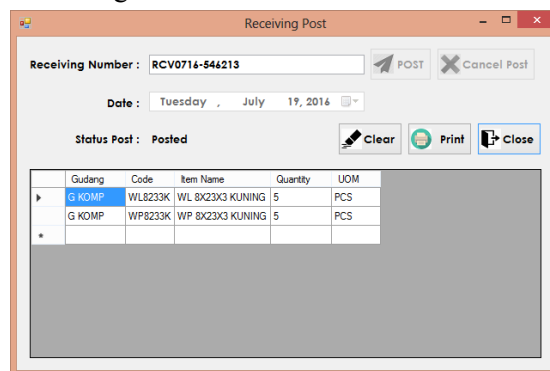 Receiving Post
Receiving Number : RCV0716-546213 POST Cancel Post
Date : Tuesday , July 19, 2016
Status Post : Posted Clear Print Close
Gudang Code Item Name Quantity UOM
G KOMP WL8233K WL 8X23X3 KUNING 5 PCS
G KOMP WP8233K WP 8X23X3 KUNING 5 PCS